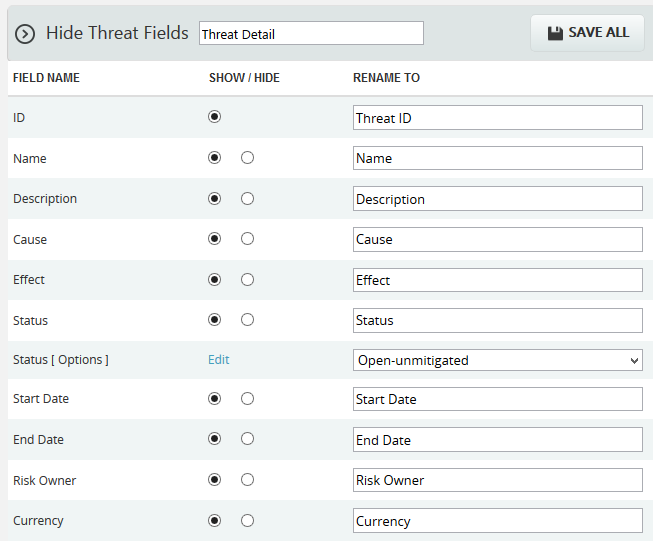 Hide Threat Fields Threat Detail SAVE ALL
FIELD NAME SHOW / HIDE RENAME TO
ID Threat ID
Name Name
Description Description
Cause Cause
Effect Effect
Status Status
Status [ Options ] Edit Open-unmitigated
Start Date Start Date
End Date End Date
Risk Owner Risk Owner
Currency Currency